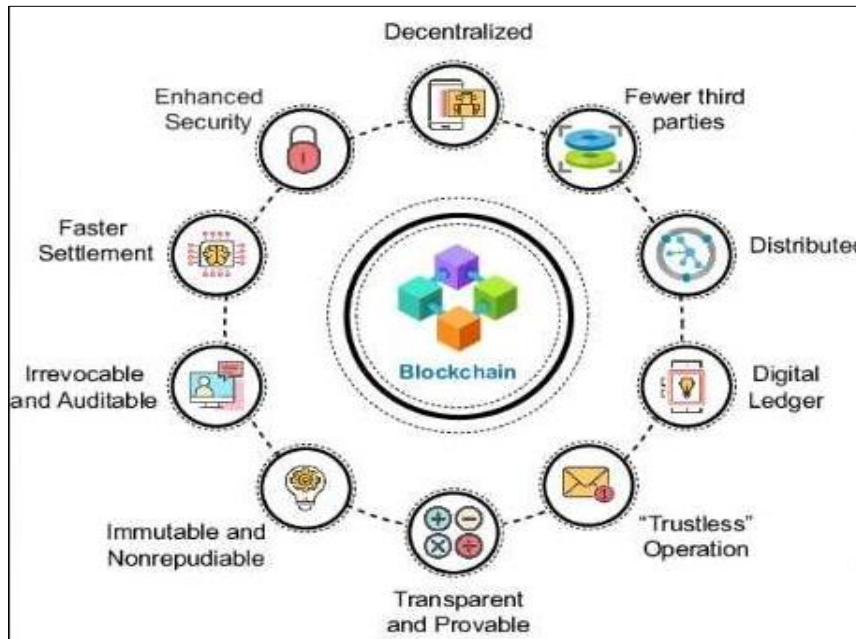 Decentralized
Fewer third
parties
Distributed
Digital
Ledger
"Trustless"
Operation
Transparent
and Provable
Immutable and
Nonrepudiable
Irrevocable
and Auditable
Faster
Settlement
Enhanced
Security
Blockchain
1